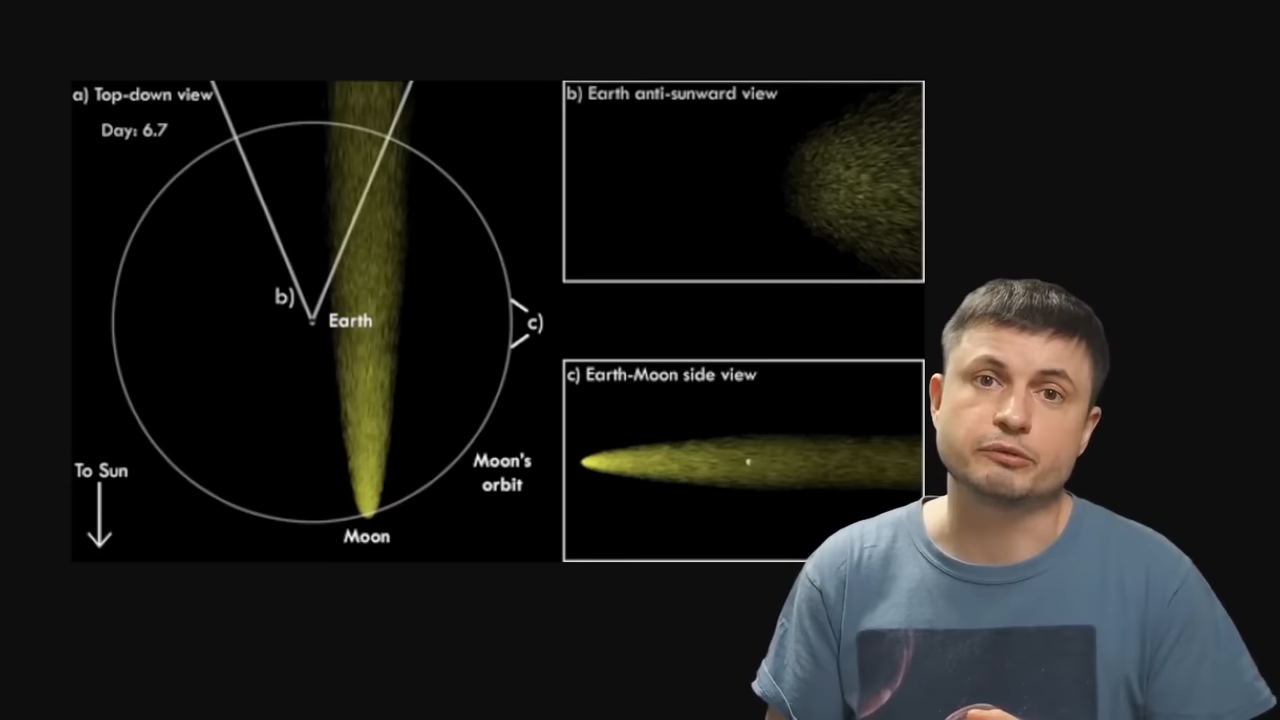 a) Top-down view
Day: 6.7
b)
Earth
c)
To Sun
Moon's
orbit
Moon
b) Earth anti-sunward view
c) Earth-Moon side view